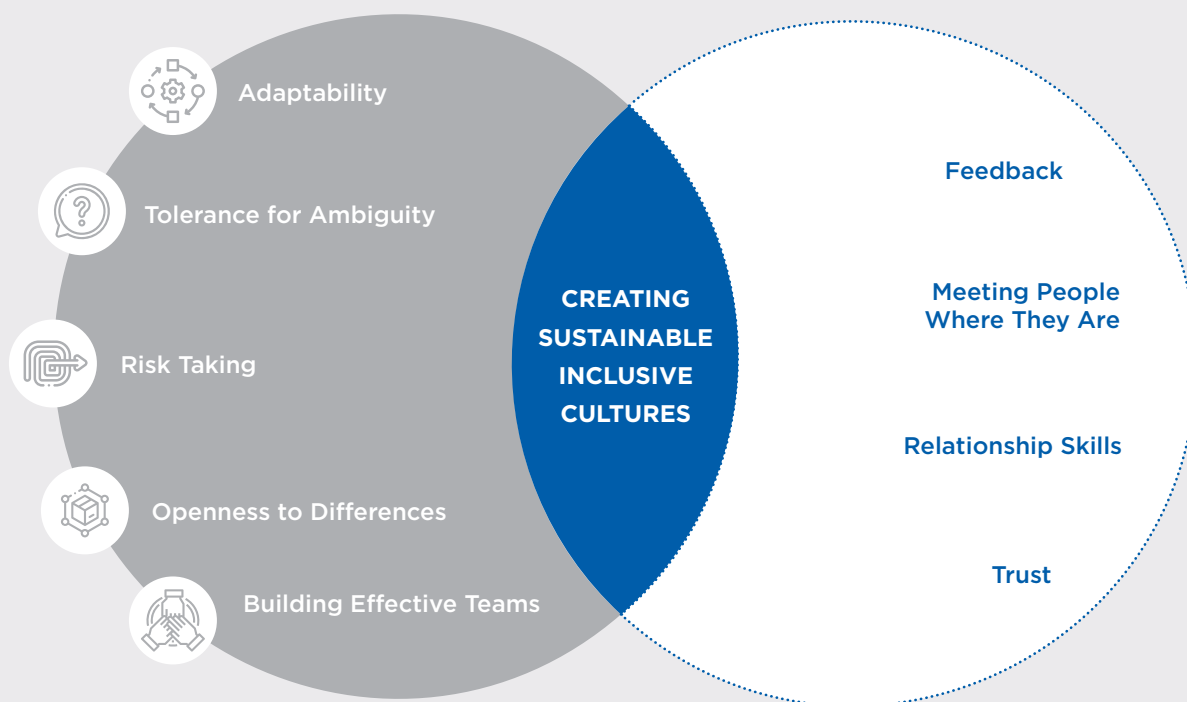 Adaptability
Tolerance for Ambiguity
Risk Taking
Openness to Differences
Building Effective Teams
CREATING
SUSTAINABLE
INCLUSIVE
CULTURES
Feedback
Meeting People
Where They Are
Relationship Skills
Trust